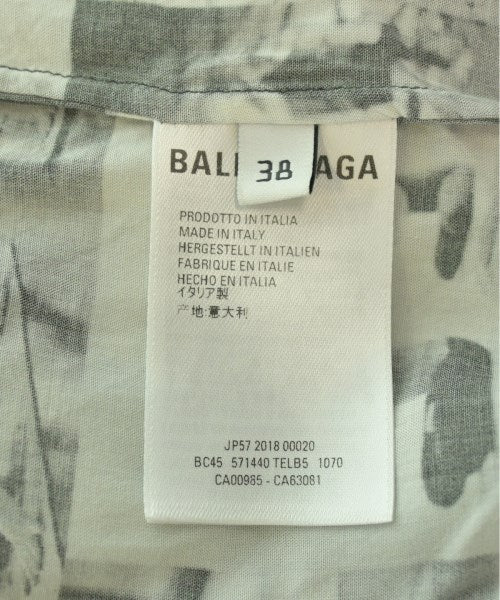 BAL AGA
38
PRODOTTO IN ITALIA
MADE IN ITALY
HERGESTELLT IN ITALIEN
FABRIQUE EN ITALIE
HECHO EN ITALIA
イタリア製
产地:意大利
JP57 2018 00020
BC45 571440 TELB5 1070
CA00985 - CA63081